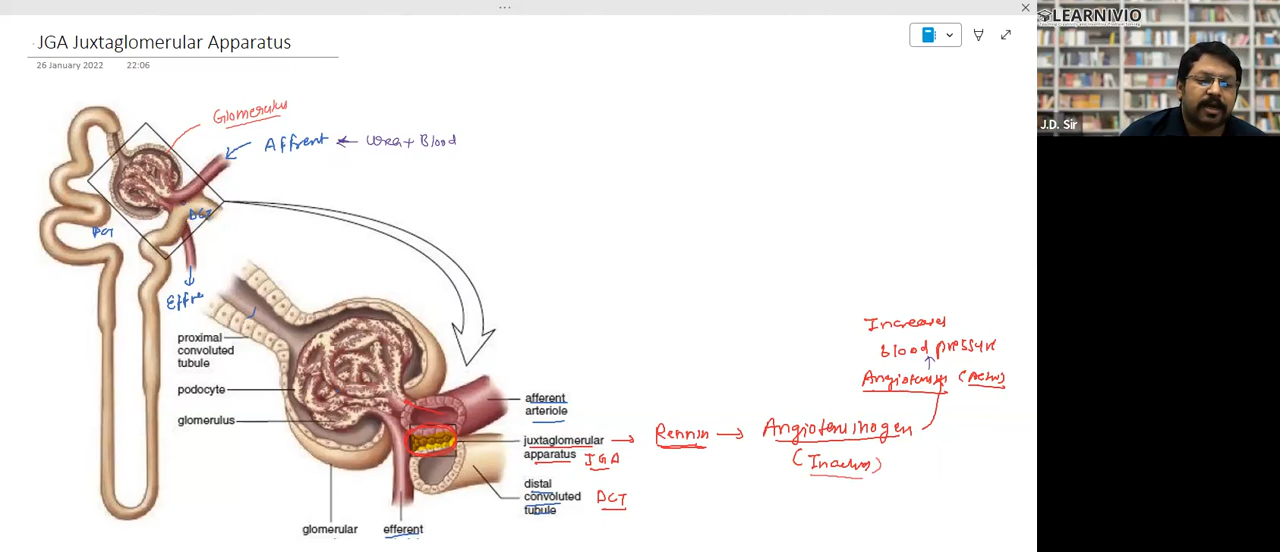 LEARNIVIO
J.D. Sir
JGA Juxtaglomerular Apparatus
26 January 2022 22:06
Glomerulus
Affrent ← Urea + Blood
DCT
PCT
Effre
proximal
convoluted
tubule
podocyte
glomerulus
glomerular
efferent
afferent
arteriole
juxtaglomerular
apparatus JGA
distal
convoluted
tubule
DCT
→ Rennin → Angiotensinogen
(Inactive)
Increases
blood pressure
Angiotensin (Active)